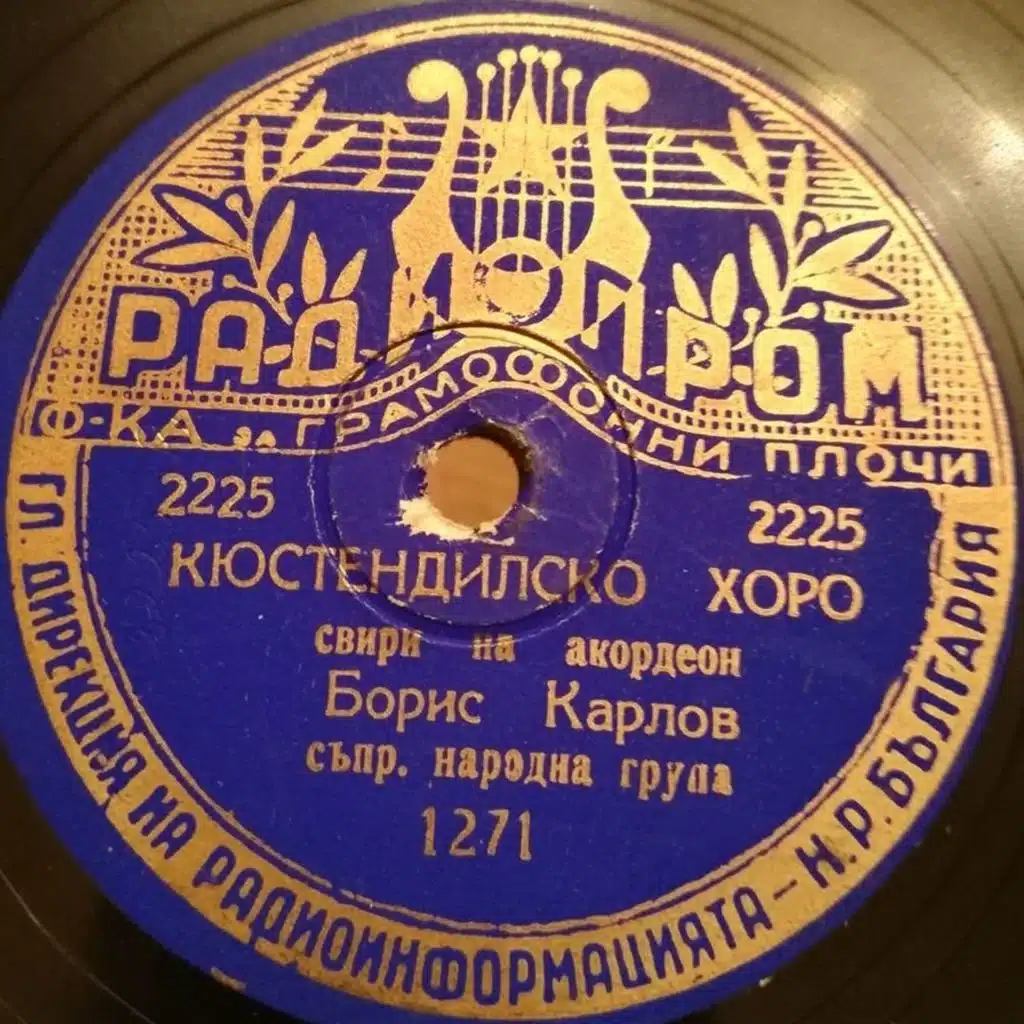 РАДИОПРОМ
Ф-КА „ГРАМОФОННИ ПЛОЧИ
2225 2225
КЮСТЕНДИЛСКО ХОРО
свири на акордеон
Борис Карлов
съпр. народна група
1271
ГЛ. ДИРЕКЦИЯ НА РАДИОИНФОРМАЦИЯТА – Н.Р. БЪЛГАРИЯ